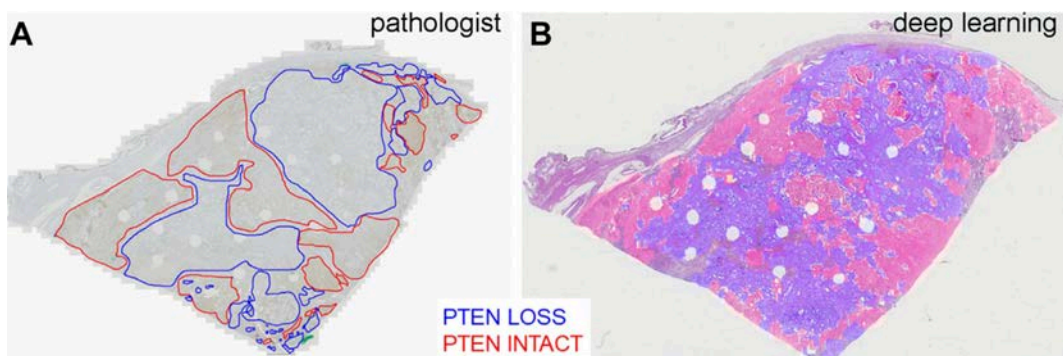 A
pathologist
B
deep learning
PTEN LOSS
PTEN INTACT